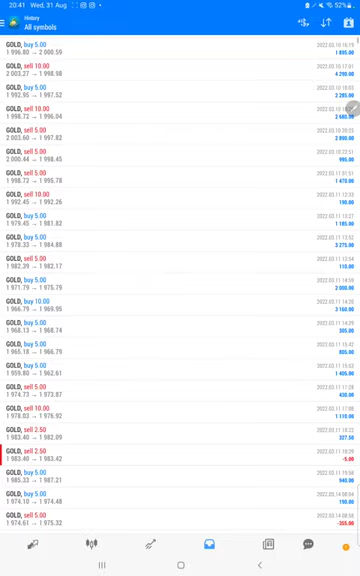 20:41 Wed, 31 Aug 52%
History
All symbols
GOLD, buy 5.00 2022.03.10 16:19
1 996.80 → 2 000.59 1 895.00
GOLD, sell 10.00 2022.03.10 17:01
2 003.27 → 1 998.98 4 290.00
GOLD, buy 5.00 2022.03.10 18:03
1 992.95 → 1 997.52 2 285.00
GOLD, sell 10.00 2022.03.10
1 998.72 → 1 996.04 2 680.00
GOLD, sell 5.00 2022.03.10 20:25
2 003.60 → 1 997.82 2 890.00
GOLD, sell 5.00 2022.03.10 23:51
2 000.44 → 1 998.45 995.00
GOLD, sell 5.00 2022.03.11 01:51
1 998.72 → 1 995.78 1 470.00
GOLD, sell 10.00 2022.03.11 12:33
1 992.45 → 1 992.26 190.00
GOLD, buy 5.00 2022.03.11 13:27
1 979.45 → 1 981.82 1 185.00
GOLD, buy 5.00 2022.03.11 13:52
1 978.33 → 1 984.88 3 275.00
GOLD, sell 5.00 2022.03.11 13:54
1 982.39 → 1 982.17 110.00
GOLD, buy 5.00 2022.03.11 14:59
1 971.79 → 1 975.79 2 000.00
GOLD, buy 10.00 2022.03.11 14:20
1 966.79 → 1 969.95 3 160.00
GOLD, buy 5.00 2022.03.11 14:29
1 968.13 → 1 968.74 305.00
GOLD, buy 5.00 2022.03.11 15:42
1 965.18 → 1 966.79 805.00
GOLD, buy 5.00 2022.03.11 15:53
1 959.80 → 1 962.61 1 405.00
GOLD, sell 5.00 2022.03.11 17:28
1 974.73 → 1 973.87 430.00
GOLD, sell 10.00 2022.03.11 17:08
1 978.03 → 1 976.92 1 110.00
GOLD, sell 2.50 2022.03.11 18:22
1 983.40 → 1 982.09 327.50
GOLD, sell 2.50 2022.03.11 18:29
1 983.40 → 1 983.42 -5.00
GOLD, buy 5.00 2022.03.11 19:58
1 985.33 → 1 987.21 940.00
GOLD, buy 5.00 2022.03.14 08:04
1 974.10 → 1 974.48 190.00
GOLD, sell 5.00 2022.03.14 08:58
1 974.61 → 1 975.32 -355.00